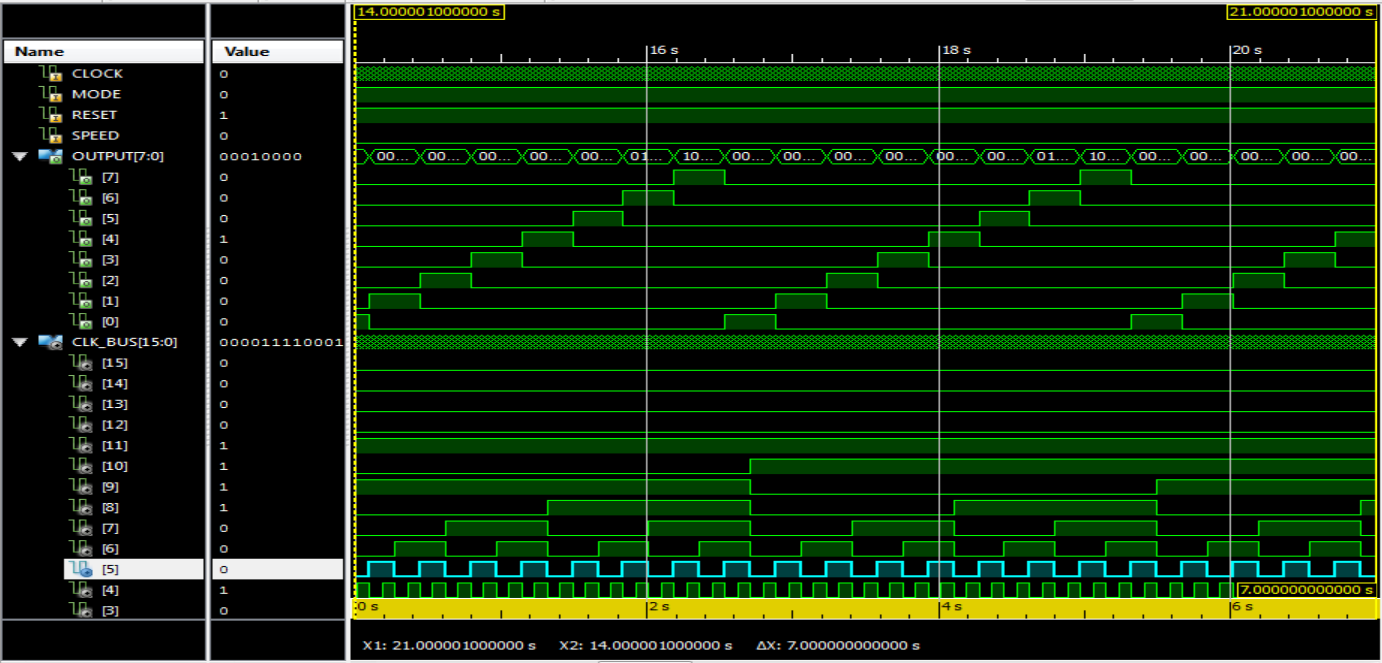 14.000001000000 s 21.000001000000 s
Name Value
16 s 18 s 20 s
CLOCK 0
MODE 0
RESET 1
SPEED 0
OUTPUT[7:0] 00010000 00... 00... 00... 00... 00... 01... 10... 00... 00... 00... 00... 00... 00... 01... 10... 00... 00... 00... 00... 00...
[7] 0
[6] 0
[5] 0
[4] 1
[3] 0
[2] 0
[1] 0
[0] 0
CLK_BUS[15:0] 000011110001
[15] 0
[14] 0
[13] 0
[12] 0
[11] 1
[10] 1
[9] 1
[8] 1
[7] 0
[6] 0
[5] 0
[4] 1 7.000000000000 s
[3] 0 0 s 2 s 4 s 6 s
X1: 21.000001000000 s X2: 14.000001000000 s ΔX: 7.000000000000 s